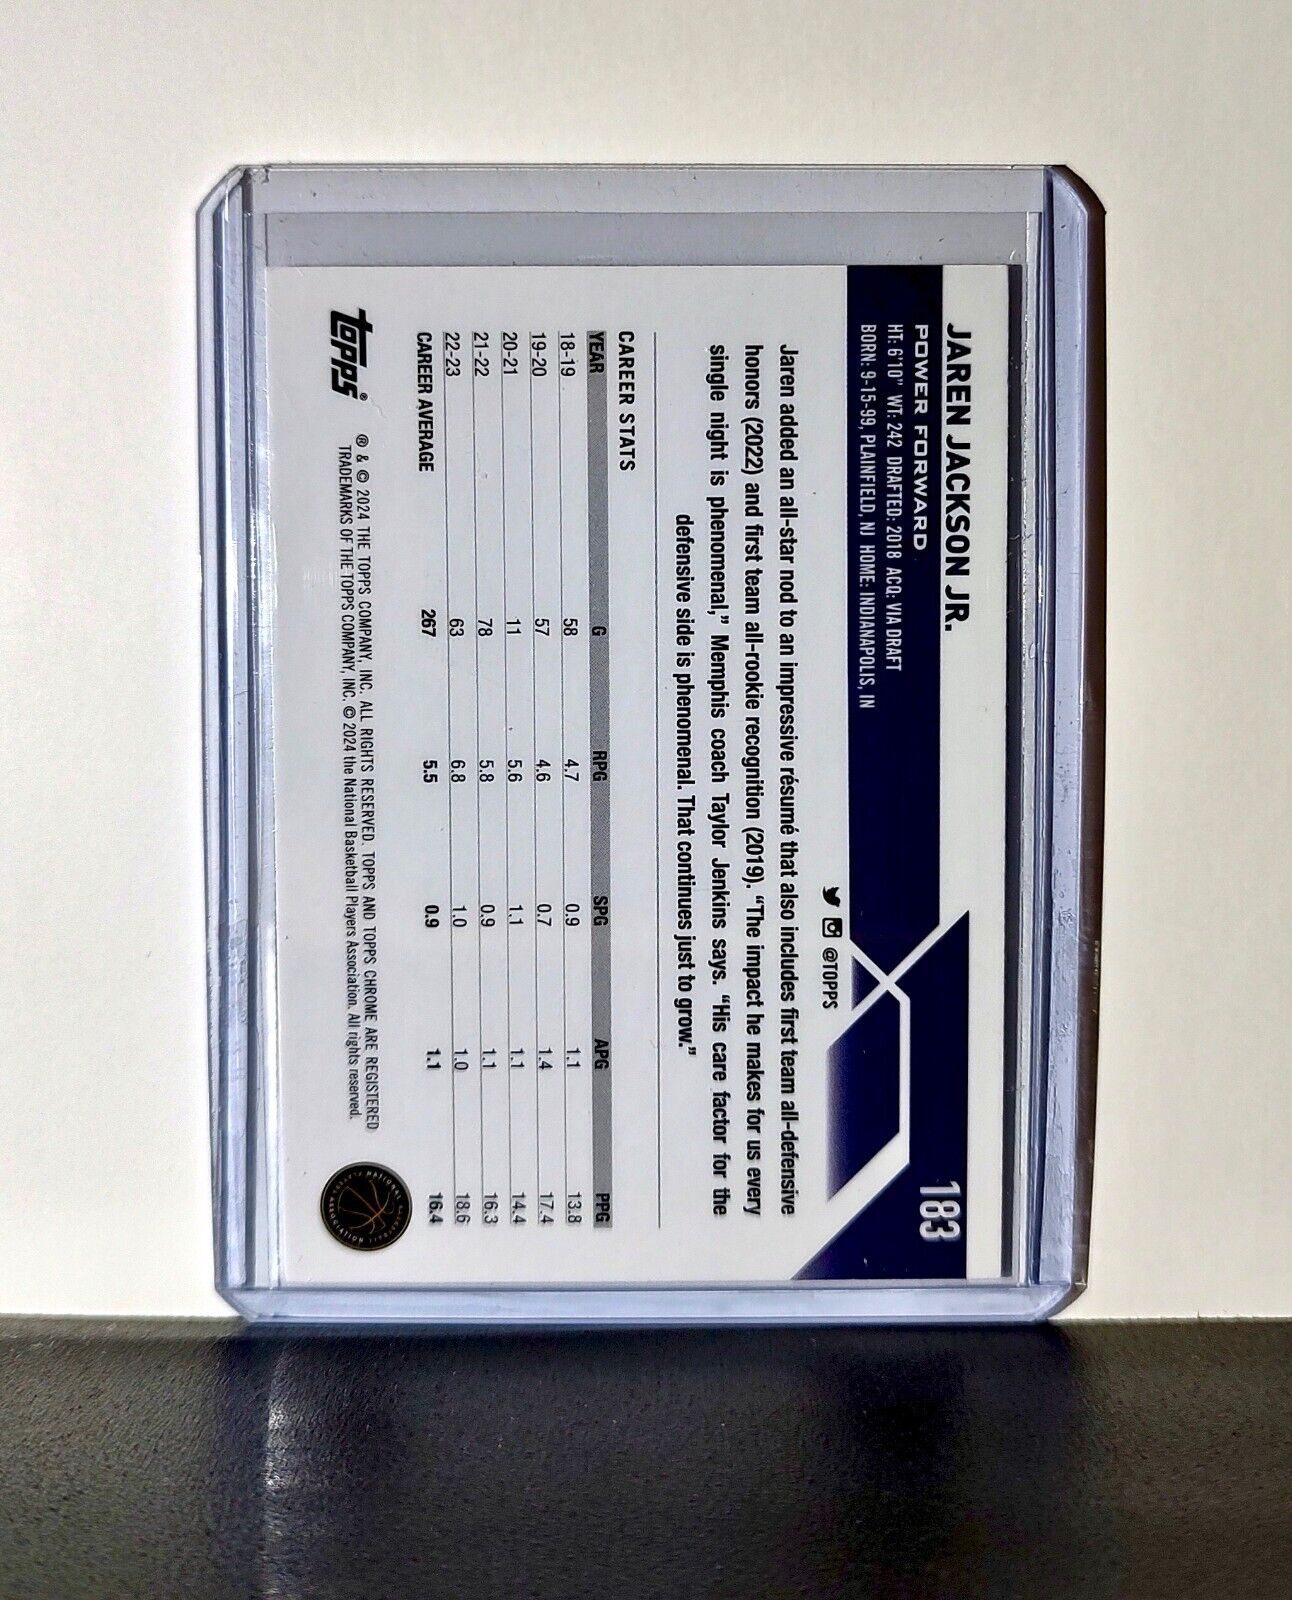 183
JAREN JACKSON JR.
POWER FORWARD
HT: 6'10" WT: 242 DRAFTED: 2018 ACQ: VIA DRAFT
BORN: 9-15-99, PLAINFIELD, NJ HOME: INDIANAPOLIS, IN
@TOPPS
Jaren added an all-star nod to an impressive résumé that also includes first team all-defensive
honors (2022) and first team all-rookie recognition (2019). “The impact he makes for us every
single night is phenomenal,” Memphis coach Taylor Jenkins says. “His care factor for the
defensive side is phenomenal. That continues just to grow.”
CAREER STATS
YEAR G RPG SPG APG PPG
18-19 58 4.7 0.9 1.1 13.8
19-20 57 4.6 0.7 1.4 17.4
20-21 11 5.6 1.1 1.1 14.4
21-22 78 5.8 0.9 1.1 16.3
22-23 63 6.8 1.0 1.0 18.6
CAREER AVERAGE 267 5.5 0.9 1.1 16.4
topps®
® & © 2024 THE TOPPS COMPANY, INC. ALL RIGHTS RESERVED. TOPPS AND TOPPS CHROME ARE REGISTERED
TRADEMARKS OF THE TOPPS COMPANY, INC. © 2024 the National Basketball Players Association. All rights reserved.
NATIONAL BASKETBALL PLAYERS ASSOCIATION